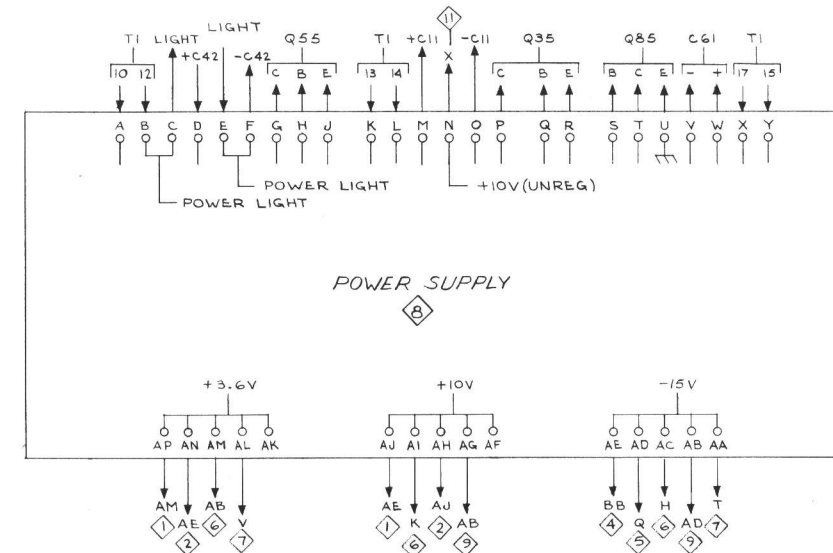 11
LIGHT
T1 LIGHT +C42 -C42 Q55 T1 +C11 X -C11 Q35 Q85 C61 T1
10 12 C B E 13 14 C B E B C E - + 17 15
A B C D E F G H J K L M N O P Q R S T U V W X Y
POWER LIGHT
+10V (UNREG)
POWER LIGHT
POWER SUPPLY
8
+3.6V +10V -15V
AP AN AM AL AK AJ AI AH AG AF AE AD AC AB AA
AM AE AB V AE K AJ AB BB Q H AD T
1 2 6 7 1 6 2 9 4 5 6 9 7